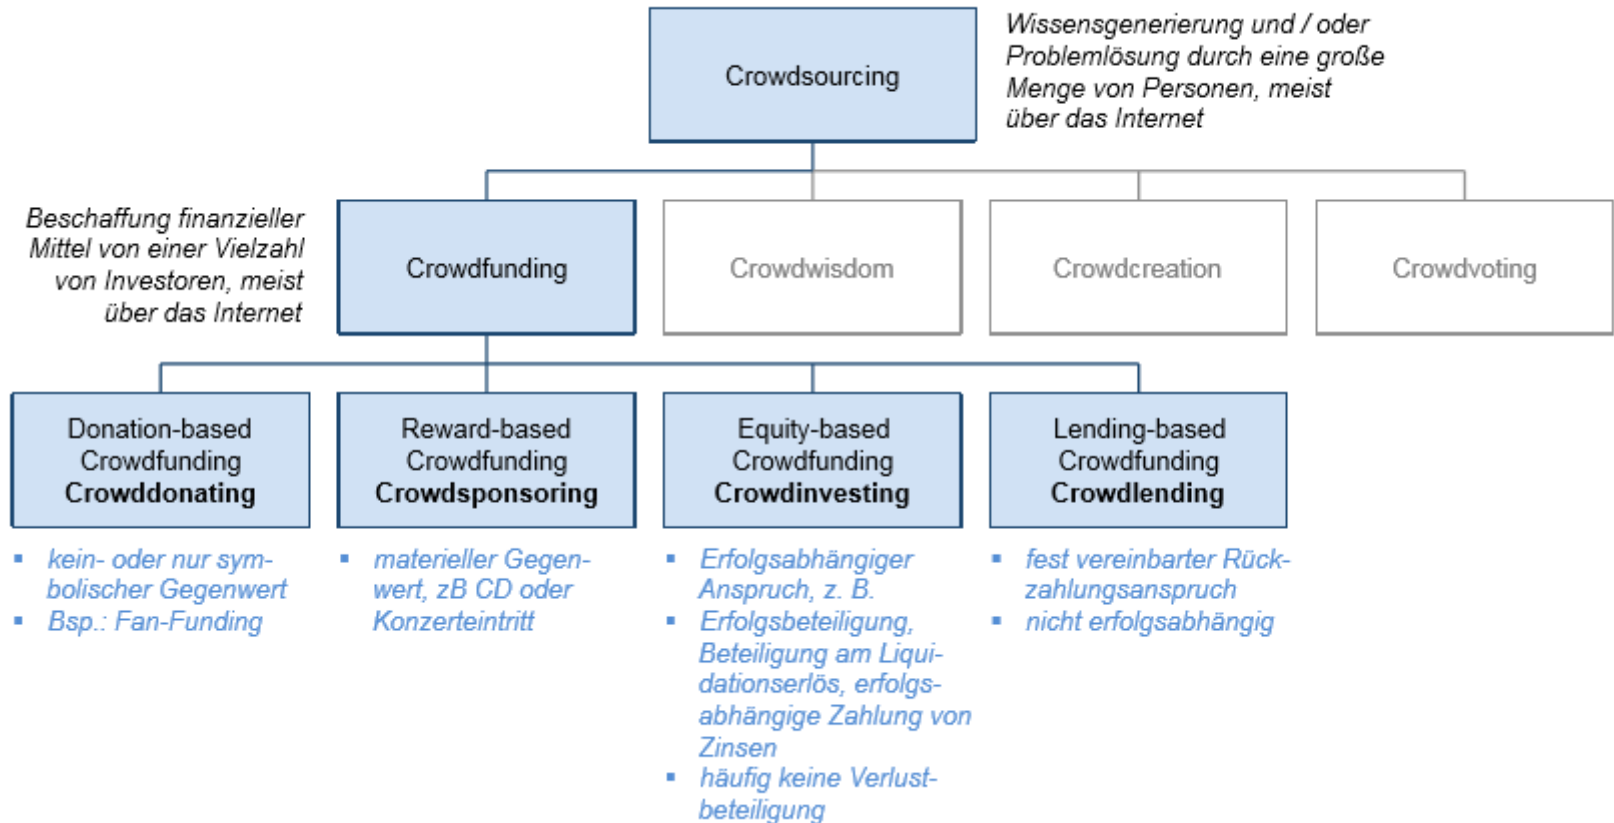 Crowdsourcing
Wissensgenerierung und / oder
Problemlösung durch eine große
Menge von Personen, meist
über das Internet
Beschaffung finanzieller
Mittel von einer Vielzahl
von Investoren, meist
über das Internet
Crowdfunding
Crowdwisdom
Crowdcreation
Crowdvoting
Donation-based
Crowdfunding
Crowddonating
Reward-based
Crowdfunding
Crowdsponsoring
Equity-based
Crowdfunding
Crowdinvesting
Lending-based
Crowdfunding
Crowdlending
▪ kein- oder nur sym-
bolischer Gegenwert
▪ Bsp.: Fan-Funding
▪ materieller Gegen-
wert, zB CD oder
Konzerteintritt
▪ Erfolgsabhängiger
Anspruch, z. B.
▪ Erfolgsbeteiligung,
Beteiligung am Liqui-
dationserlös, erfolgs-
abhängige Zahlung von
Zinsen
▪ häufig keine Verlust-
beteiligung
▪ fest vereinbarter Rück-
zahlungsanspruch
▪ nicht erfolgsabhängig